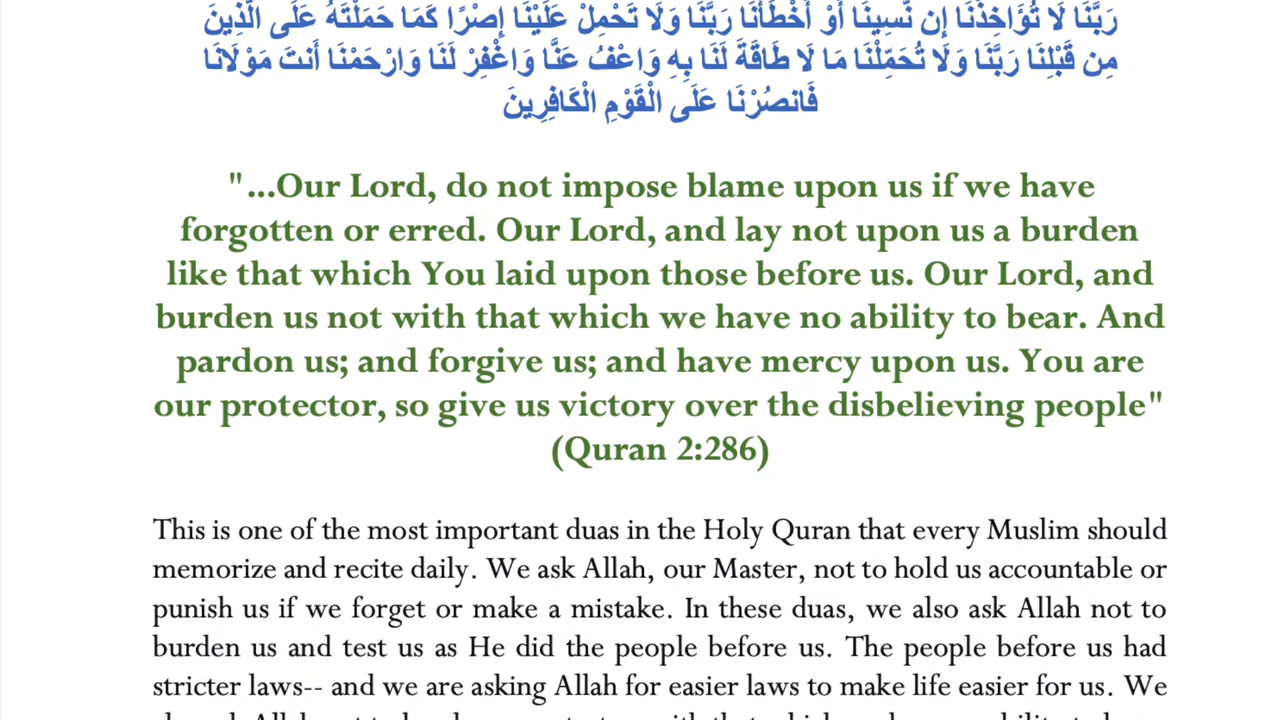 رَبَّنَا لَا تُؤَاخِذْنَا إِن نَّسِينَا أَوْ أَخْطَأْنَا رَبَّنَا وَلَا تَحْمِلْ عَلَيْنَا إِصْرًا كَمَا حَمَلْتَهُ عَلَى الَّذِينَ
مِن قَبْلِنَا رَبَّنَا وَلَا تُحَمِّلْنَا مَا لَا طَاقَةَ لَنَا بِهِ وَاعْفُ عَنَّا وَاغْفِرْ لَنَا وَارْحَمْنَا أَنتَ مَوْلَانَا
فَانصُرْنَا عَلَى الْقَوْمِ الْكَافِرِينَ
"...Our Lord, do not impose blame upon us if we have
forgotten or erred. Our Lord, and lay not upon us a burden
like that which You laid upon those before us. Our Lord, and
burden us not with that which we have no ability to bear. And
pardon us; and forgive us; and have mercy upon us. You are
our protector, so give us victory over the disbelieving people"
(Quran 2:286)
This is one of the most important duas in the Holy Quran that every Muslim should
memorize and recite daily. We ask Allah, our Master, not to hold us accountable or
punish us if we forget or make a mistake. In these duas, we also ask Allah not to
burden us and test us as He did the people before us. The people before us had
stricter laws-- and we are asking Allah for easier laws to make life easier for us. We